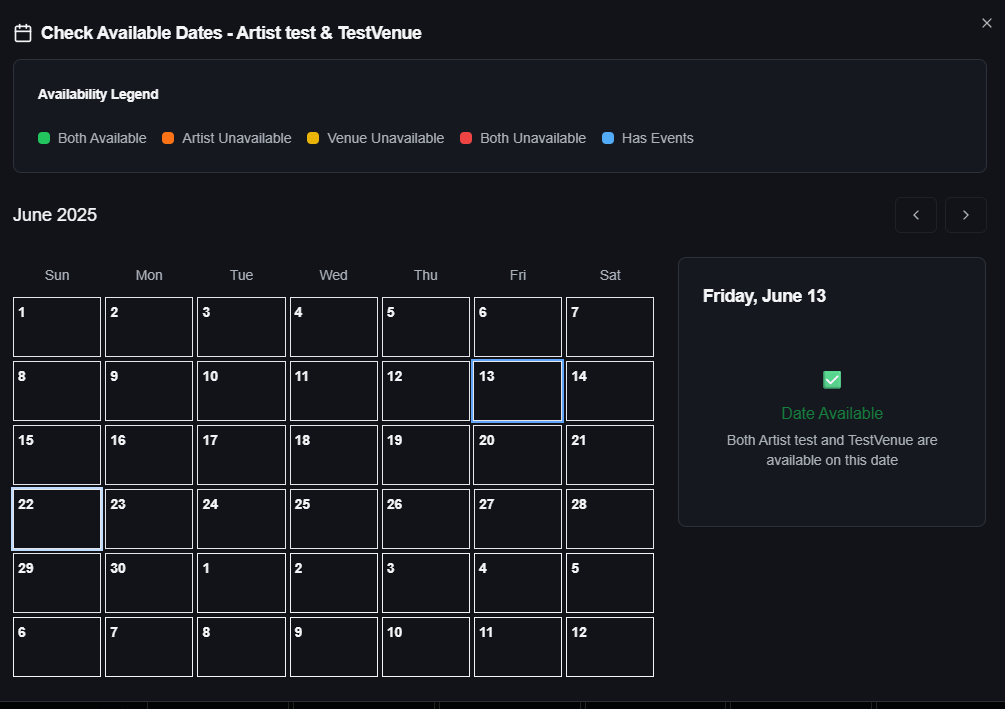 Check Available Dates - Artist test & TestVenue
Availability Legend
Both Available Artist Unavailable Venue Unavailable Both Unavailable Has Events
June 2025
Sun Mon Tue Wed Thu Fri Sat
1 2 3 4 5 6 7
8 9 10 11 12 13 14
15 16 17 18 19 20 21
22 23 24 25 26 27 28
29 30 1 2 3 4 5
6 7 8 9 10 11 12
Friday, June 13
Date Available
Both Artist test and TestVenue are
available on this date